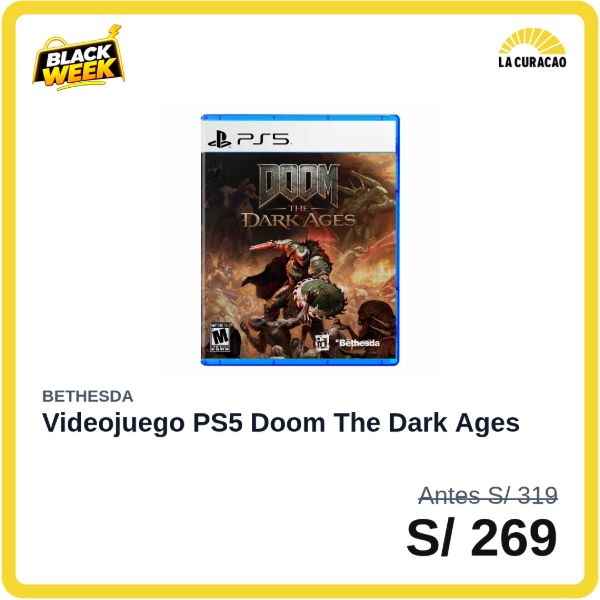 BLACK
WEEK
LA CURACAO
PS5
DOOM
THE
DARK AGES
M
Bethesda
BETHESDA
Videojuego PS5 Doom The Dark Ages
Antes S/ 319
S/ 269